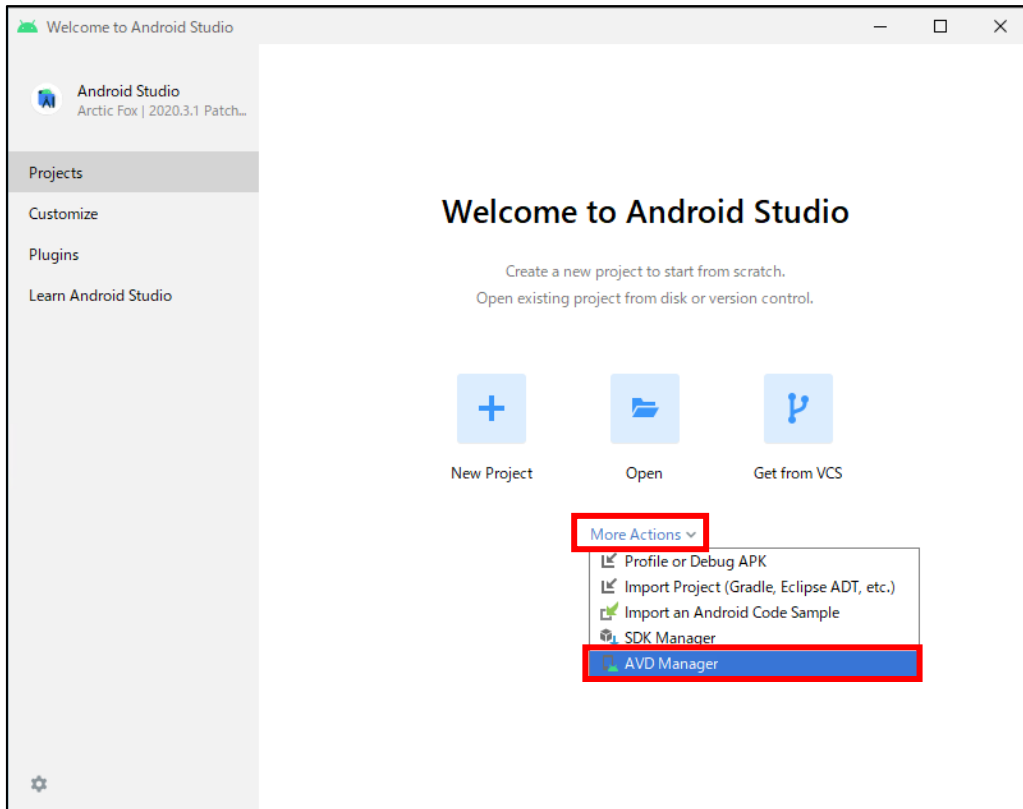 Welcome to Android Studio
Android Studio
Arctic Fox | 2020.3.1 Patch...
Projects
Customize
Plugins
Learn Android Studio
Welcome to Android Studio
Create a new project to start from scratch.
Open existing project from disk or version control.
New Project
Open
Get from VCS
More Actions
Profile or Debug APK
Import Project (Gradle, Eclipse ADT, etc.)
Import an Android Code Sample
SDK Manager
AVD Manager